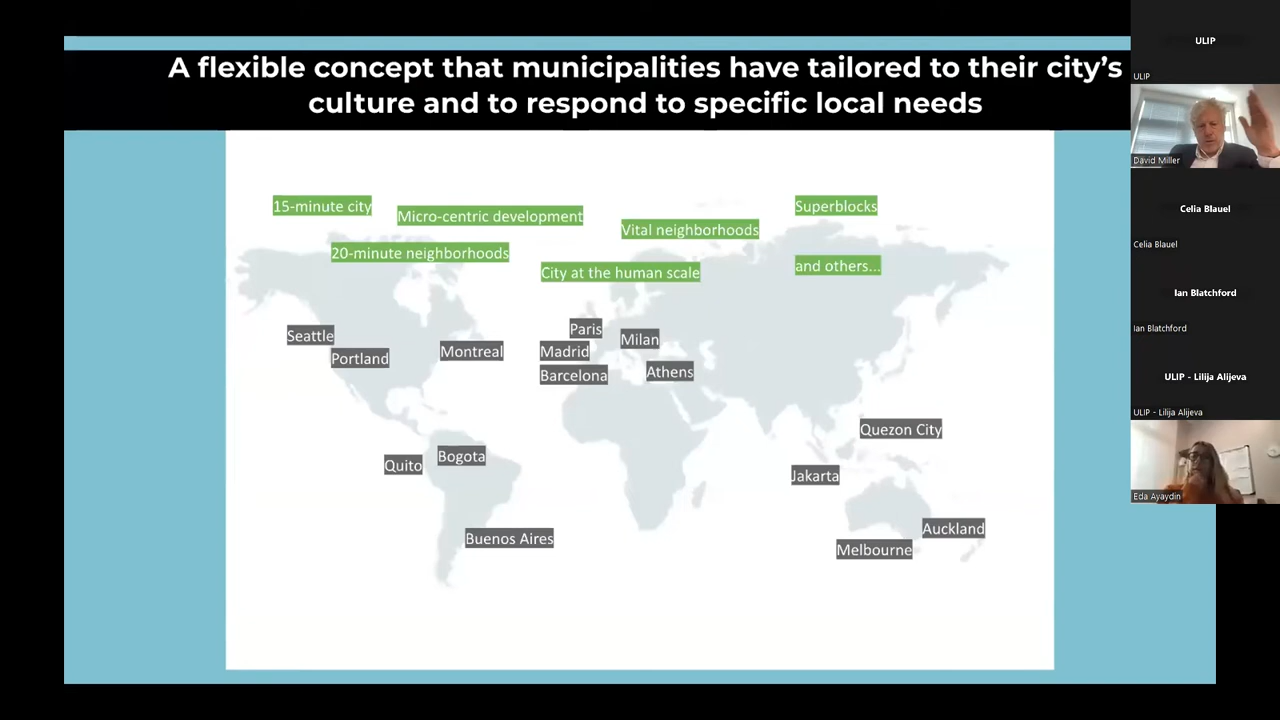 A flexible concept that municipalities have tailored to their city's
culture and to respond to specific local needs
15-minute city
Micro-centric development
Vital neighborhoods
Superblocks
20-minute neighborhoods
City at the human scale
and others...
Seattle
Portland
Montreal
Paris
Madrid
Milan
Barcelona
Athens
Quezon City
Quito
Bogota
Jakarta
Buenos Aires
Auckland
Melbourne
ULIP
ULIP
David Miller
Celia Blauel
Celia Blauel
Ian Blatchford
Ian Blatchford
ULIP - Lilija Alijeva
ULIP - Lilija Alijeva
Eda Ayaydin